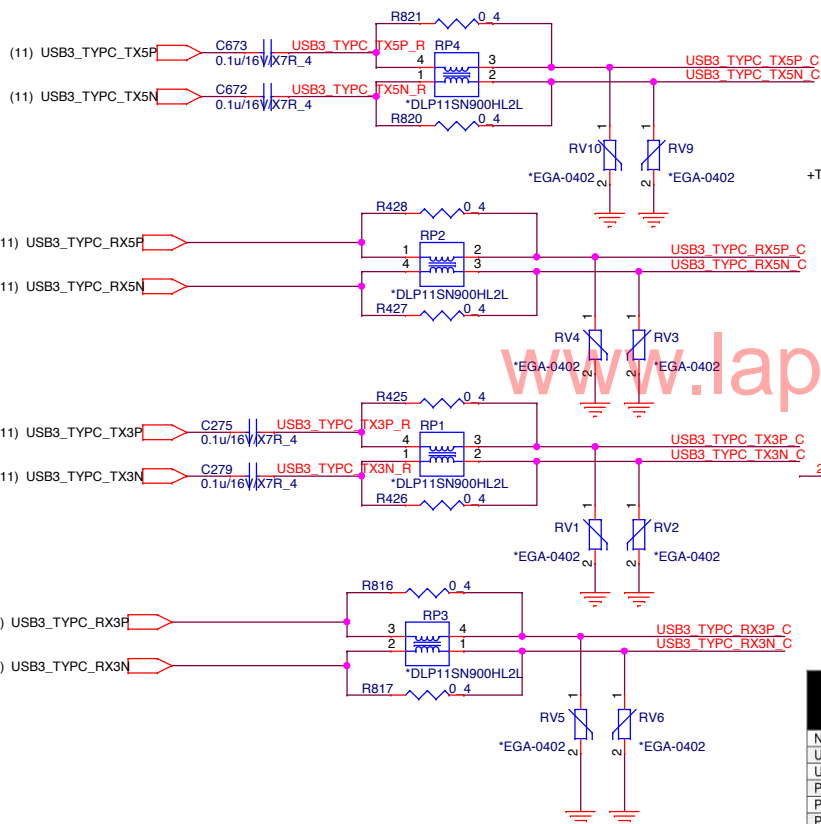 R821 0_4
(11) USB3_TYPC_TX5P C673 USB3_TYPC_TX5P_R RP4
0.1u/16V/X7R_4 4 3 USB3_TYPC_TX5P_C
1 2 USB3_TYPC_TX5N_C
(11) USB3_TYPC_TX5N C672 USB3_TYPC_TX5N_R
0.1u/16V/X7R_4 *DLP11SN900HL2L
R820 0_4
1 1
RV10 RV9
*EGA-0402 2 2 *EGA-0402
+T
R428 0_4
11) USB3_TYPC_RX5P RP2
1 2 USB3_TYPC_RX5P_C
4 3 USB3_TYPC_RX5N_C
11) USB3_TYPC_RX5N *DLP11SN900HL2L
R427 0_4
1 1
RV4 RV3
*EGA-0402 2 2 *EGA-0402
www.lap
R425 0_4
11) USB3_TYPC_TX3P C275 USB3_TYPC_TX3P_R RP1
0.1u/16V/X7R_4 4 3 USB3_TYPC_TX3P_C
1 2 USB3_TYPC_TX3N_C
11) USB3_TYPC_TX3N C279 USB3_TYPC_TX3N_R
0.1u/16V/X7R_4 *DLP11SN900HL2L
2
R426 0_4
1 1
RV1 RV2
*EGA-0402 2 2 *EGA-0402
R816 0_4
) USB3_TYPC_RX3P RP3
3 4 USB3_TYPC_RX3P_C
2 1 USB3_TYPC_RX3N_C
) USB3_TYPC_RX3N *DLP11SN900HL2L
R817 0_4
1 1
RV5 RV6
*EGA-0402 2 2 *EGA-0402
N
U
U
P
P
P